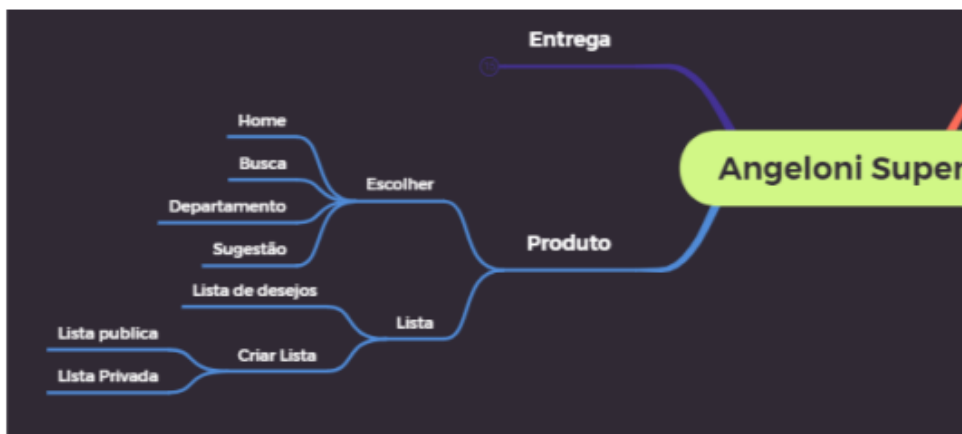 Entrega
Angeloni Super
Home
Busca
Escolher
Departamento
Sugestão
Produto
Lista de desejos
Lista
Lista publica
Criar Lista
LIsta Privada